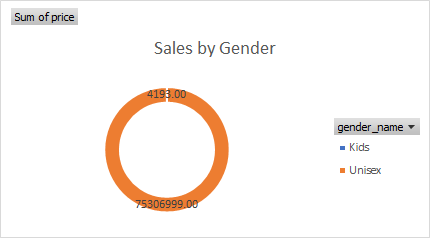 Sum of price
Sales by Gender
4193.00
gender_name
Kids
Unisex
75306999.00